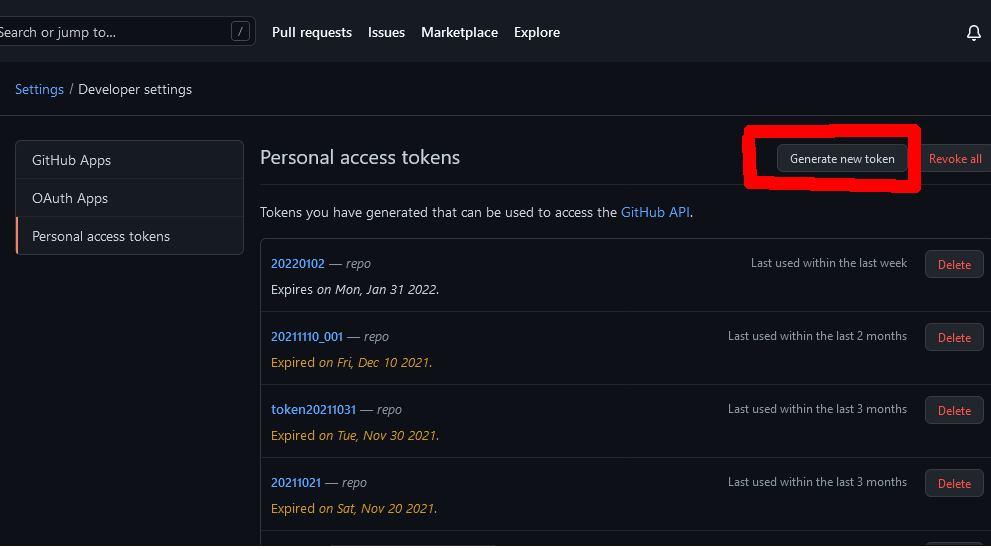 Search or jump to… /
Pull requests Issues Marketplace Explore
Settings / Developer settings
GitHub Apps
OAuth Apps
Personal access tokens
Personal access tokens
Generate new token
Revoke all
Tokens you have generated that can be used to access the GitHub API.
20220102 — repo
Last used within the last week
Delete
Expires on Mon, Jan 31 2022.
20211110_001 — repo
Last used within the last 2 months
Delete
Expired on Fri, Dec 10 2021.
token20211031 — repo
Last used within the last 3 months
Delete
Expired on Tue, Nov 30 2021.
20211021 — repo
Last used within the last 3 months
Delete
Expired on Sat, Nov 20 2021.